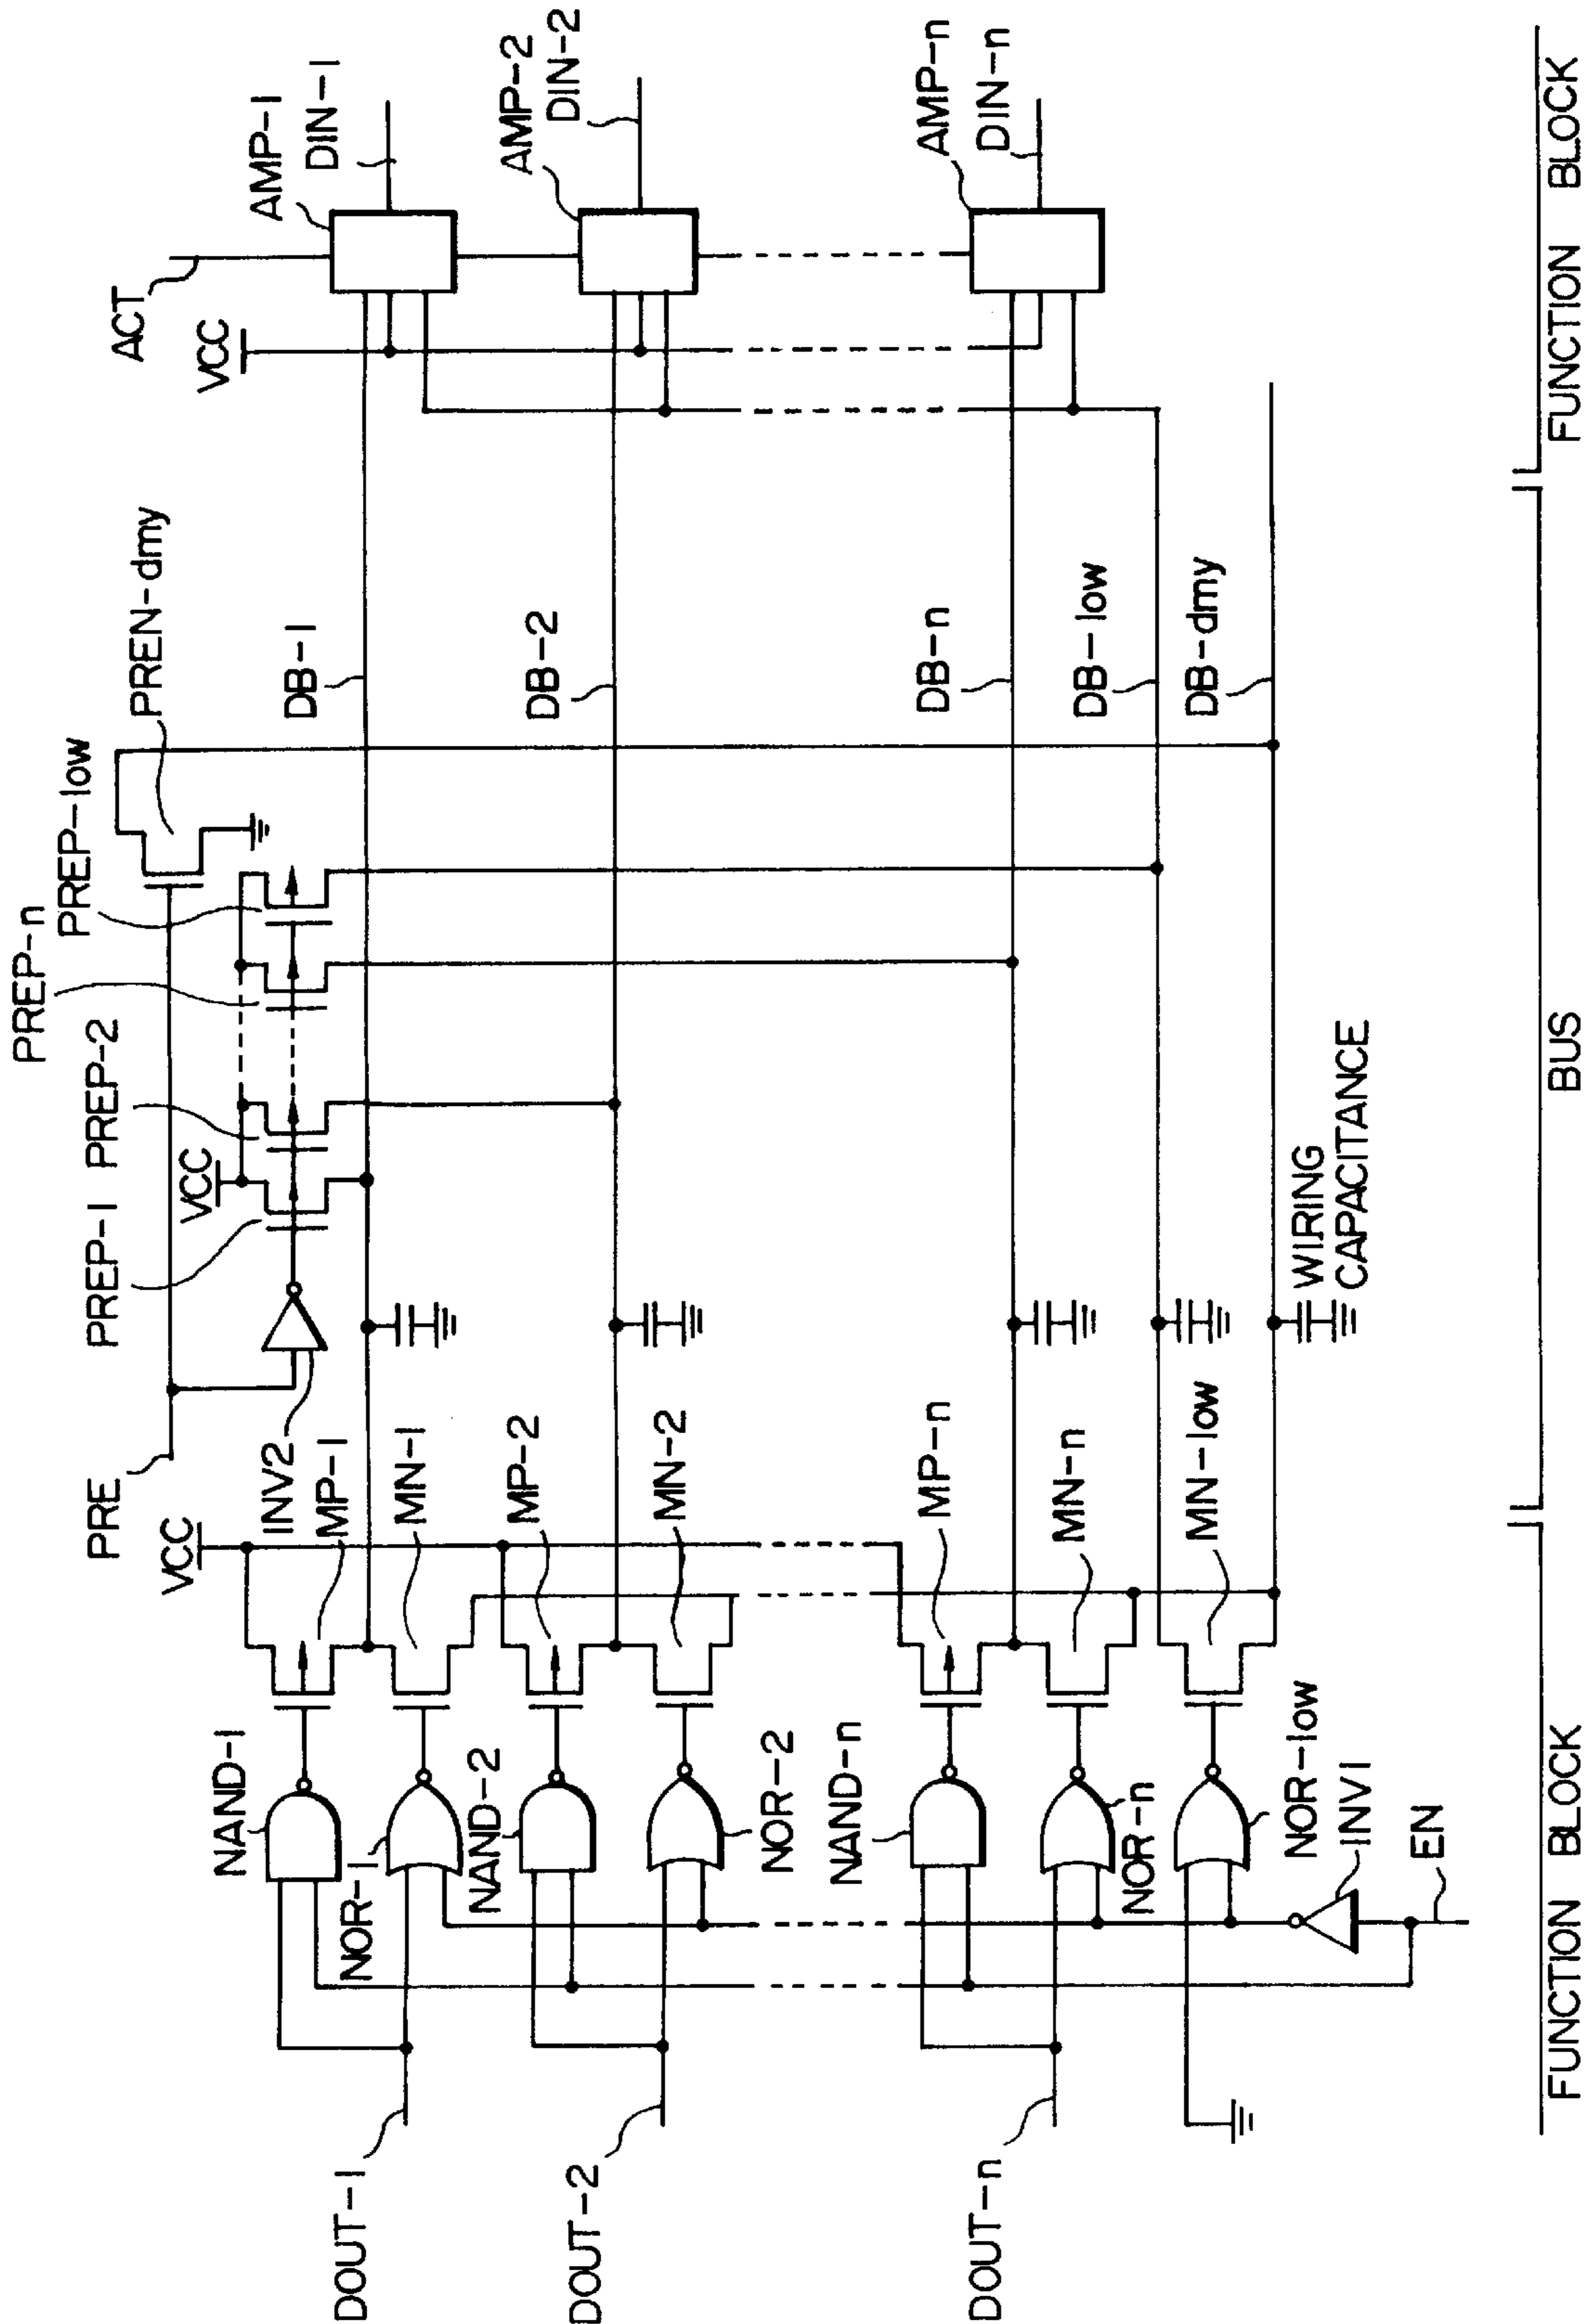 DOUT-1
DOUT-2
DOUT-n
NAND-1
NOR-1
NAND-2
NOR-2
NAND-n
NOR-n
NOR-low
INV1
EN
FUNCTION BLOCK
VCC
MP-1
MN-1
MP-2
MN-2
MP-n
MN-n
MN-low
PRE
INV2
PREP-1
VCC
PREP-2
PREP-n
PREP-low
PREN-dmy
DB-1
DB-2
DB-n
DB-low
DB-dmy
WIRING
CAPACITANCE
BUS
ACT
VCC
AMP-1
DIN-1
AMP-2
DIN-2
AMP-n
DIN-n
FUNCTION BLOCK